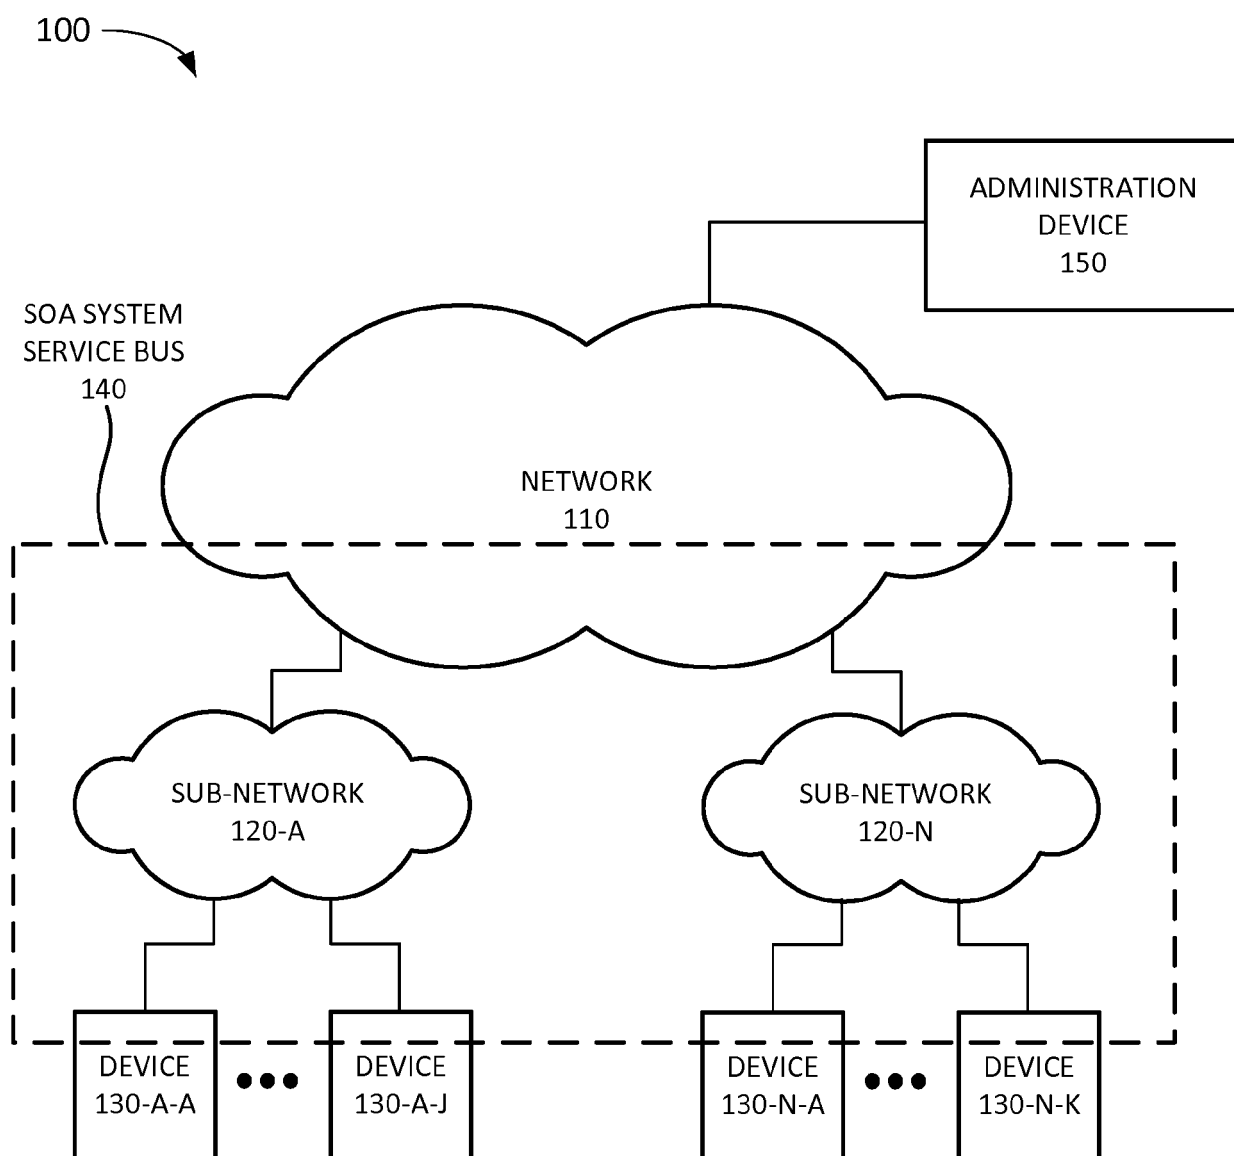 100
ADMINISTRATION
DEVICE
150
SOA SYSTEM
SERVICE BUS
140
NETWORK
110
SUB-NETWORK
120-A
SUB-NETWORK
120-N
DEVICE
130-A-A
DEVICE
130-A-J
DEVICE
130-N-A
DEVICE
130-N-K